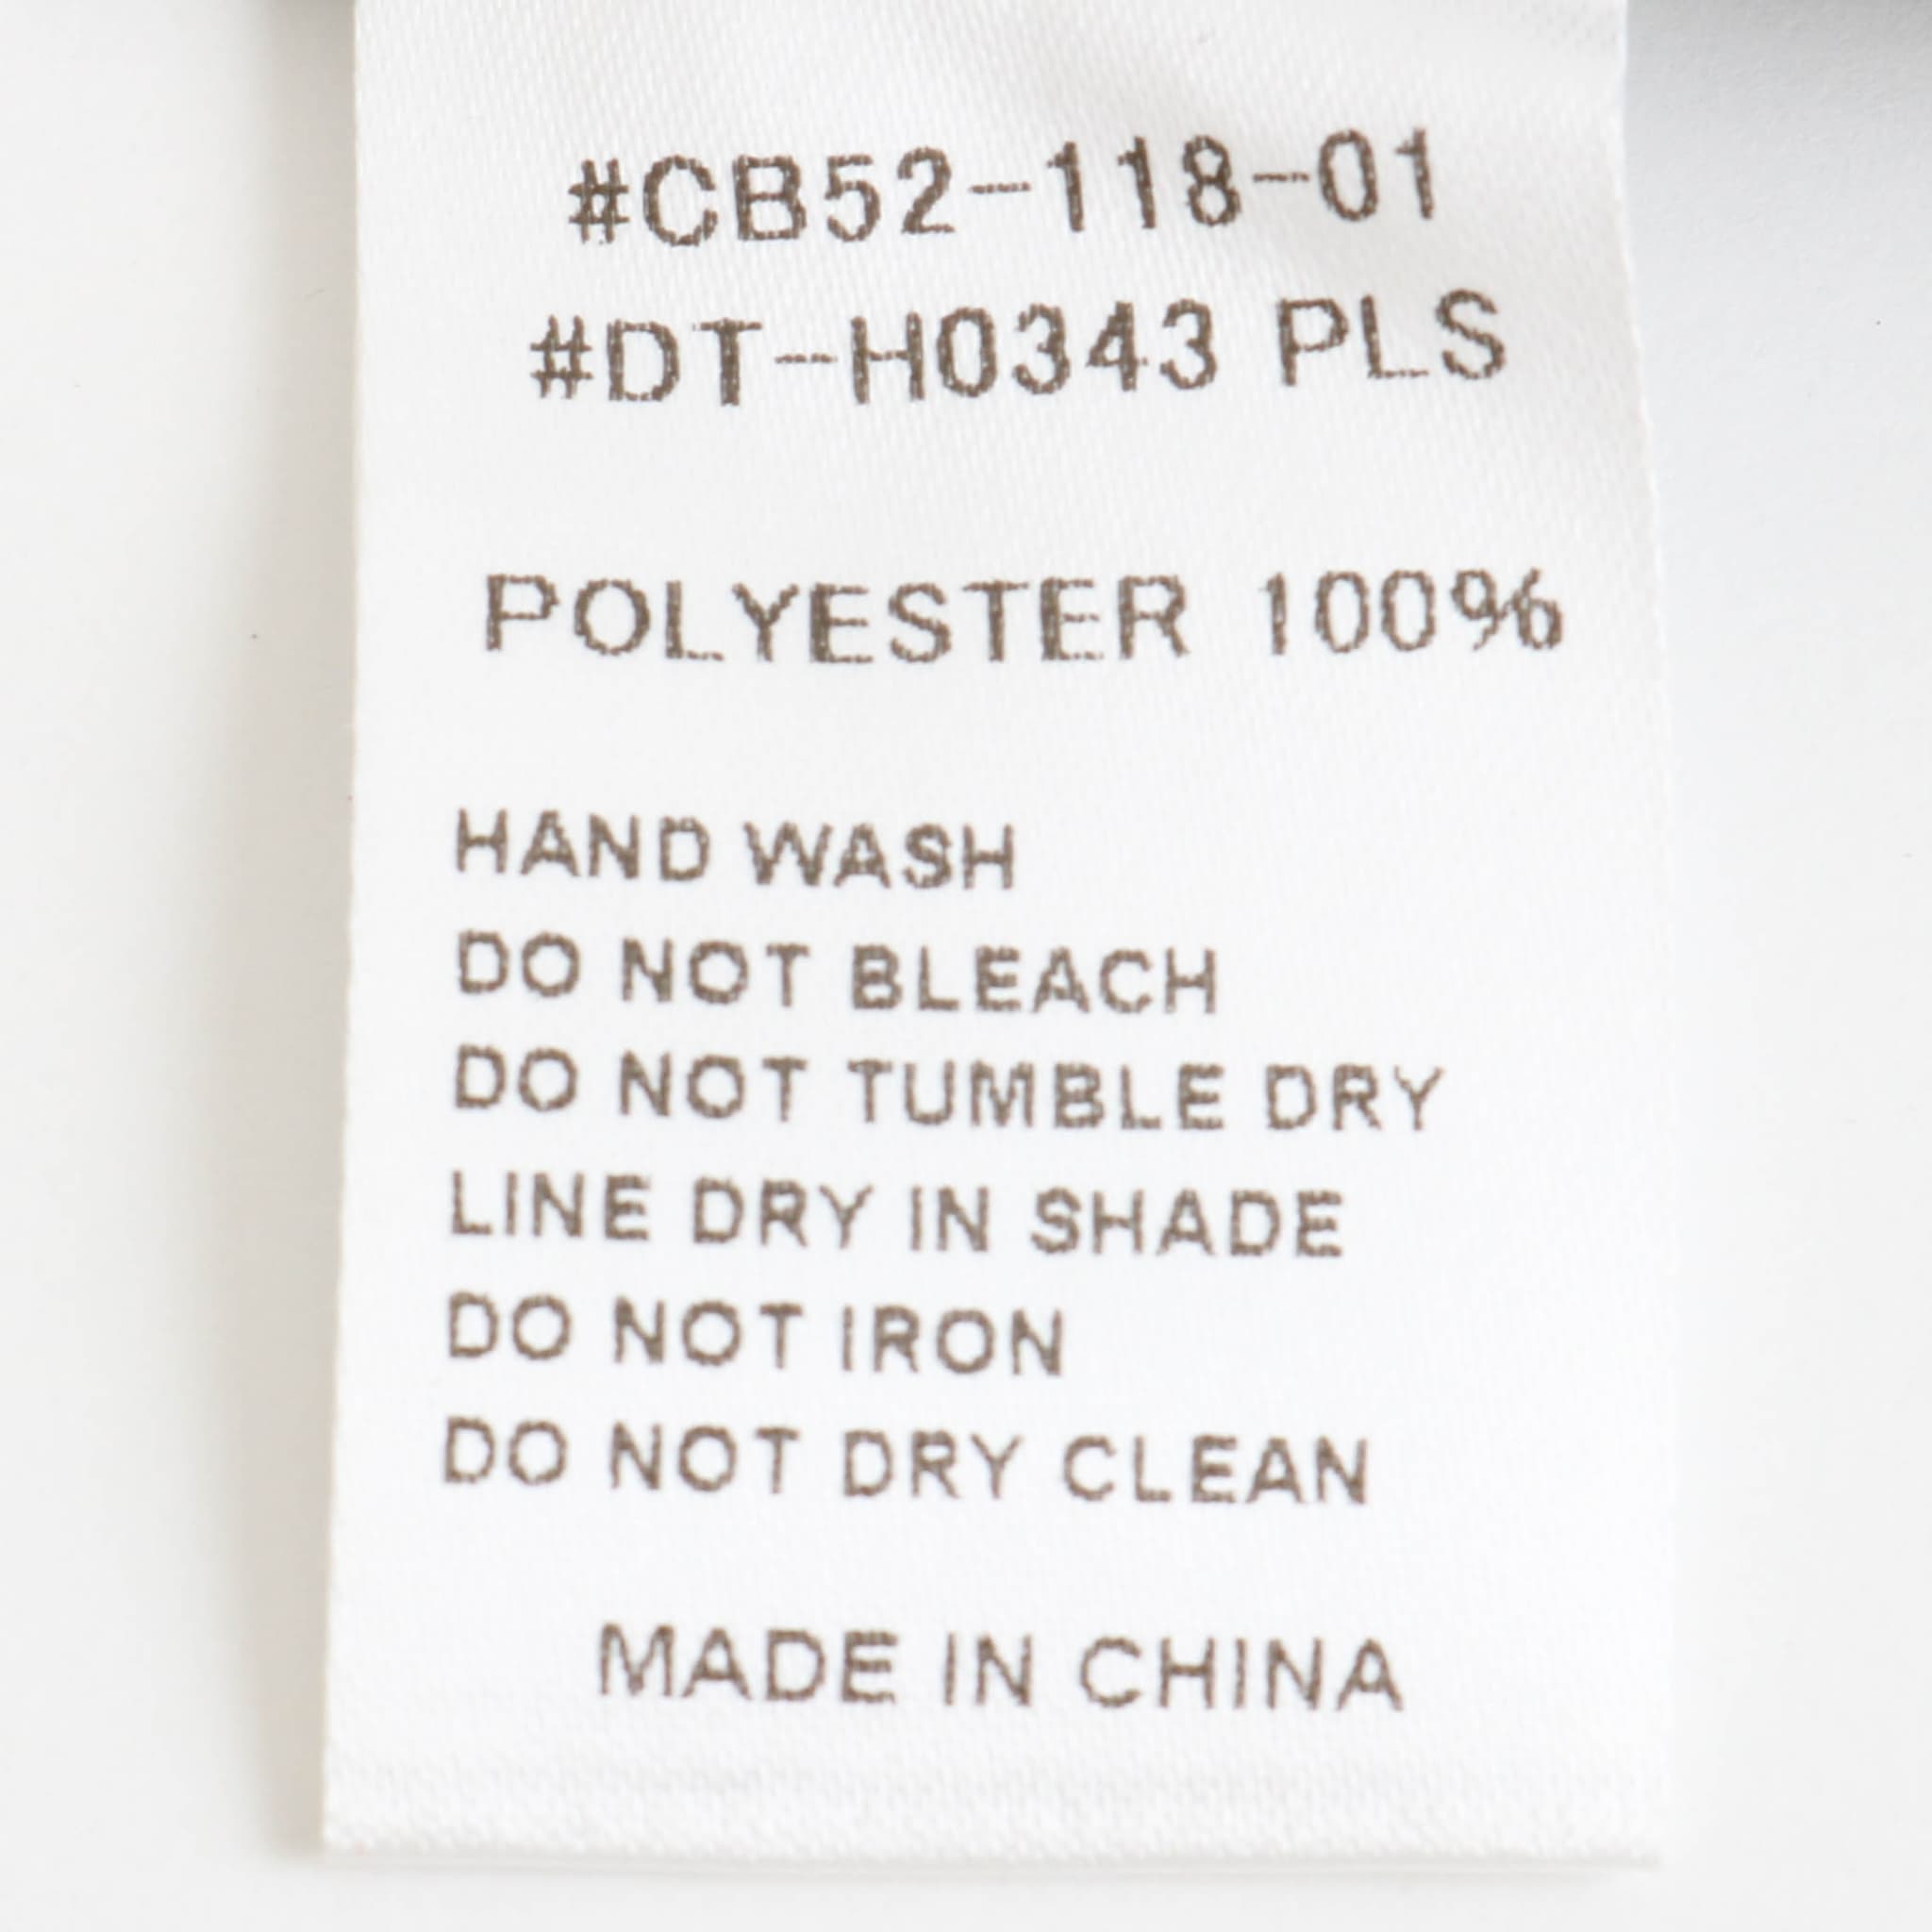 #CB52-118-01
#DT-H0343 PLS
POLYESTER 100%
HAND WASH
DO NOT BLEACH
DO NOT TUMBLE DRY
LINE DRY IN SHADE
DO NOT IRON
DO NOT DRY CLEAN
MADE IN CHINA